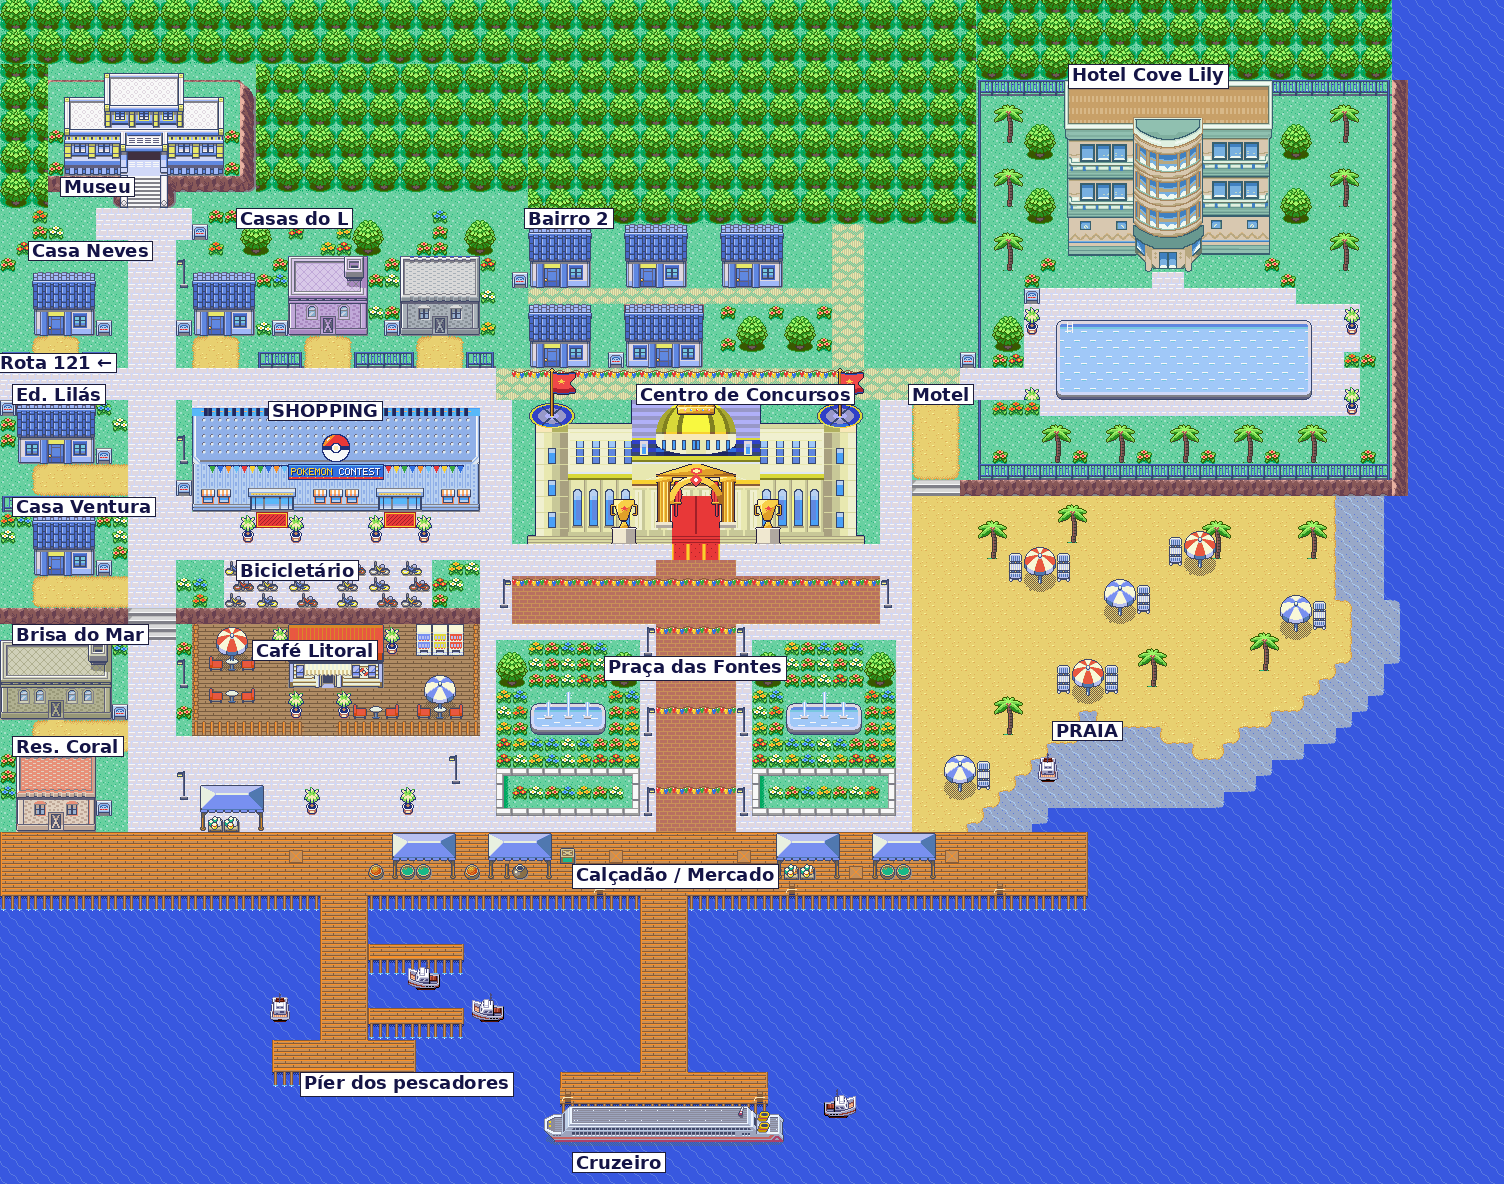 Hotel Cove Lily
Museu
Casas do L
Bairro 2
Casa Neves
Rota 121 ←
Ed. Lilás
SHOPPING
Centro de Concursos
Motel
POKéMON CONTEST
Casa Ventura
Bicicletário
Brisa do Mar
Café Litoral
Praça das Fontes
PRAIA
Res. Coral
Calçadão / Mercado
Píer dos pescadores
Cruzeiro